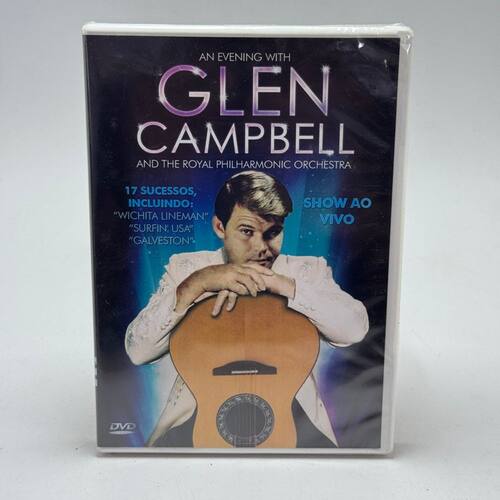 AN EVENING WITH
GLEN
CAMPBELL
AND THE ROYAL PHILHARMONIC ORCHESTRA
17 SUCESSOS,
INCLUINDO:
"WICHITA LINEMAN"
"SURFIN' USA"
"GALVESTON"
SHOW AO
VIVO
DVD